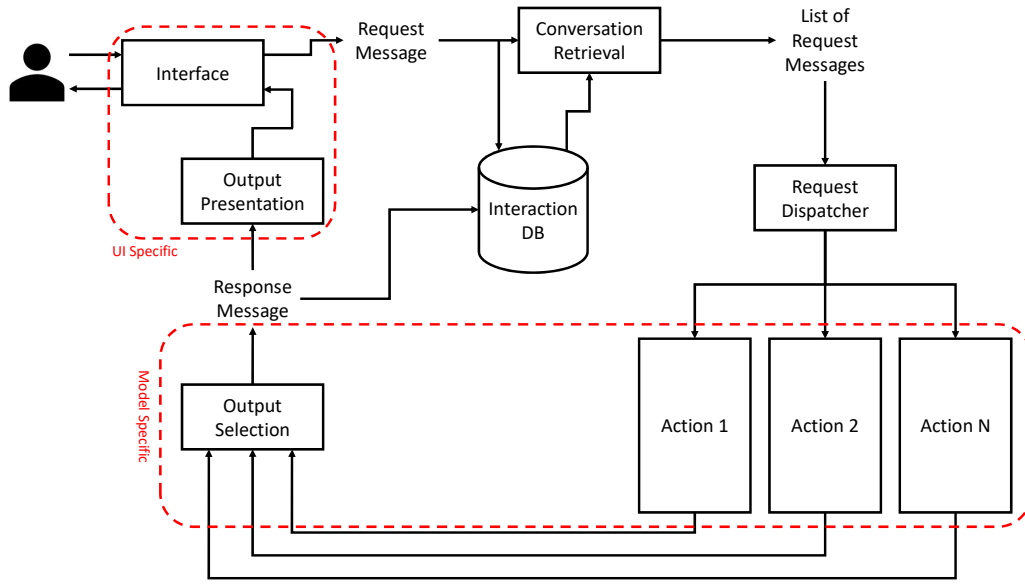 Request
Message
Conversation
Retrieval
List of
Request
Messages
Interface
Output
Presentation
Interaction
DB
Request
Dispatcher
UI Specific
Response
Message
Model Specific
Output
Selection
Action 1
Action 2
Action N